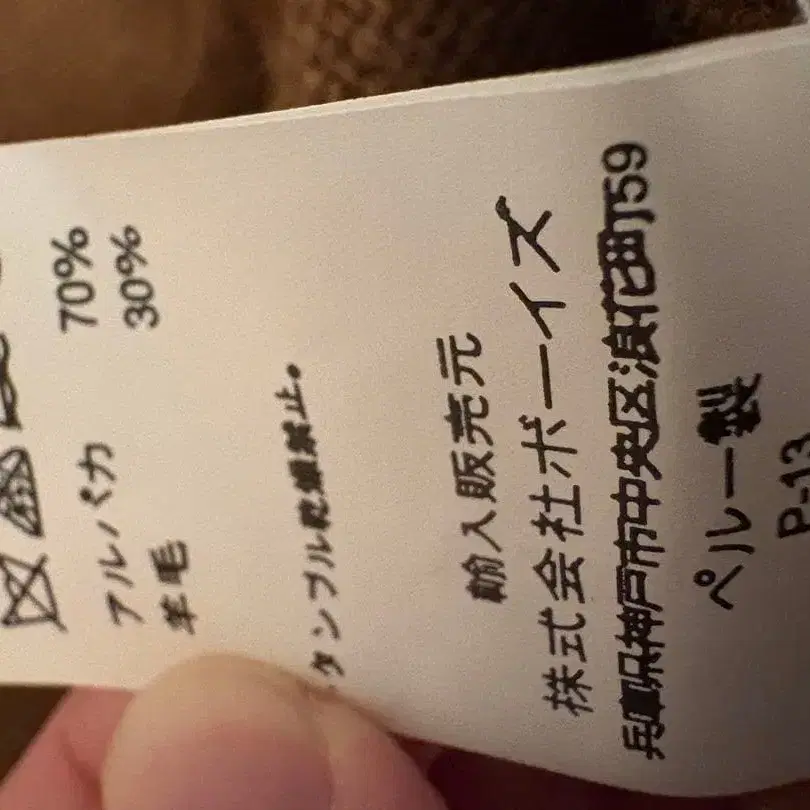 アルパカ 70%
羊毛 30%
タンブル乾燥禁止。
輸入販売元
株式会社ボーイズ
兵庫県神戸市中央区浪花町59
ペルー製
P-13